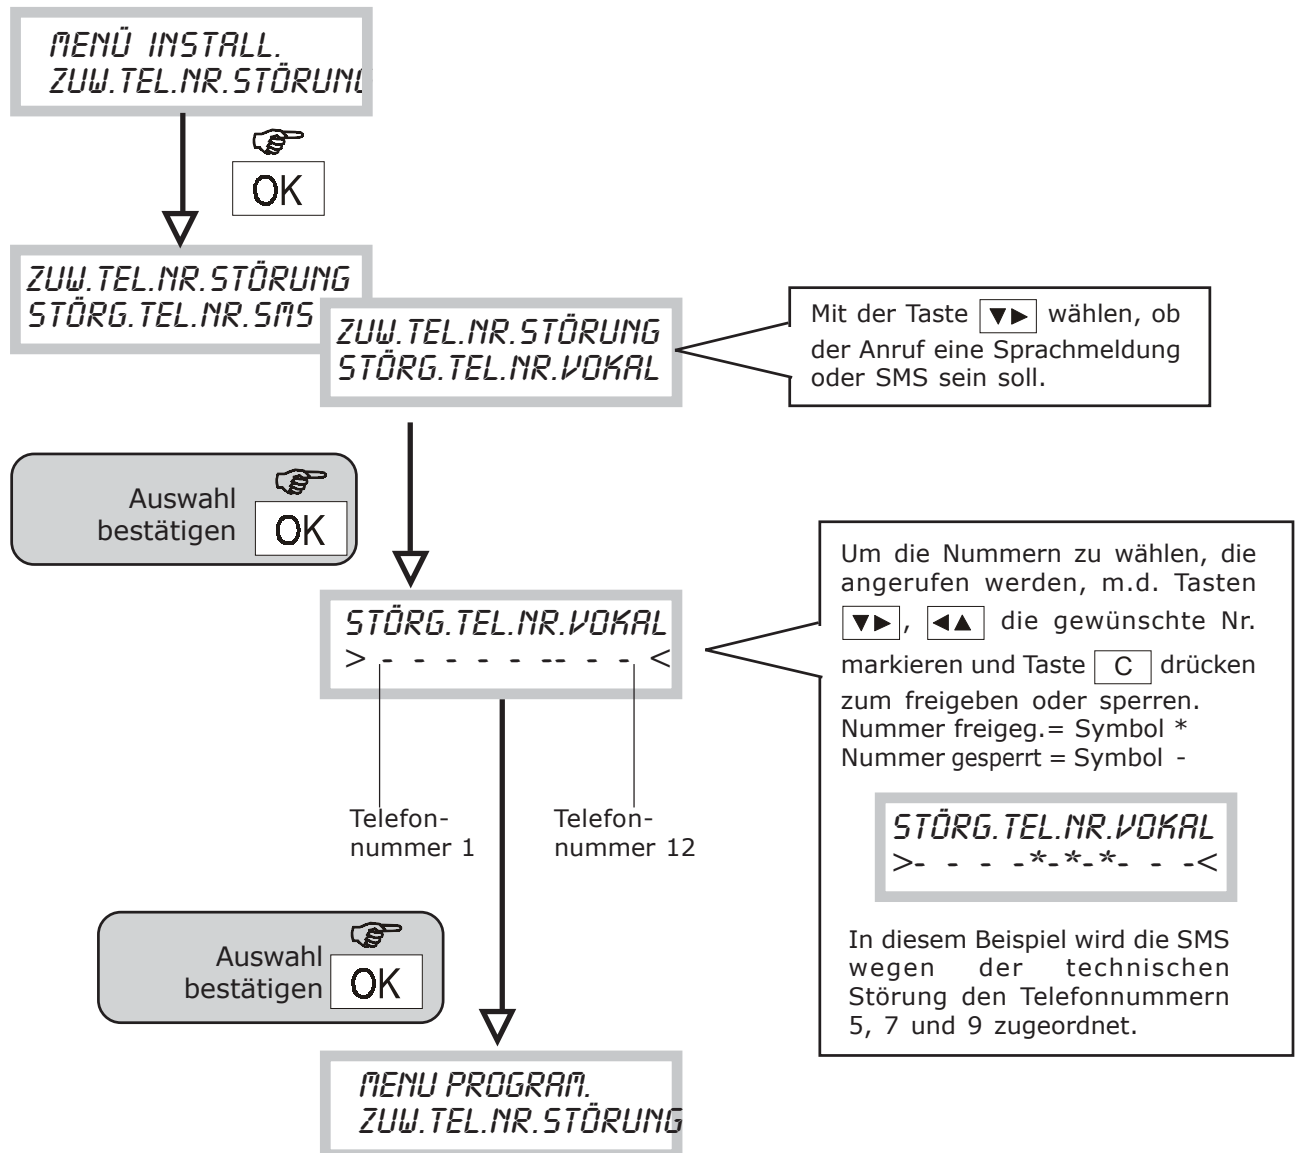 MENÜ INSTALL.
ZUW.TEL.NR.STÖRUNG
OK
ZUW.TEL.NR.STÖRUNG
STÖRG.TEL.NR.SMS
ZUW.TEL.NR.STÖRUNG
STÖRG.TEL.NR.VOKAL
Mit der Taste ▼▶ wählen, ob
der Anruf eine Sprachmeldung
oder SMS sein soll.
Auswahl
bestätigen OK
STÖRG.TEL.NR.VOKAL
> - - - - - -- - - <
Telefon-
nummer 1
Telefon-
nummer 12
Um die Nummern zu wählen, die
angerufen werden, m.d. Tasten
▼▶, ◀▲ die gewünschte Nr.
markieren und Taste C drücken
zum freigeben oder sperren.
Nummer freigeg.= Symbol *
Nummer gesperrt = Symbol -
STÖRG.TEL.NR.VOKAL
>- - - -*-*-*- - -<
In diesem Beispiel wird die SMS
wegen der technischen
Störung den Telefonnummern
5, 7 und 9 zugeordnet.
Auswahl
bestätigen OK
MENU PROGRAM.
ZUW.TEL.NR.STÖRUNG